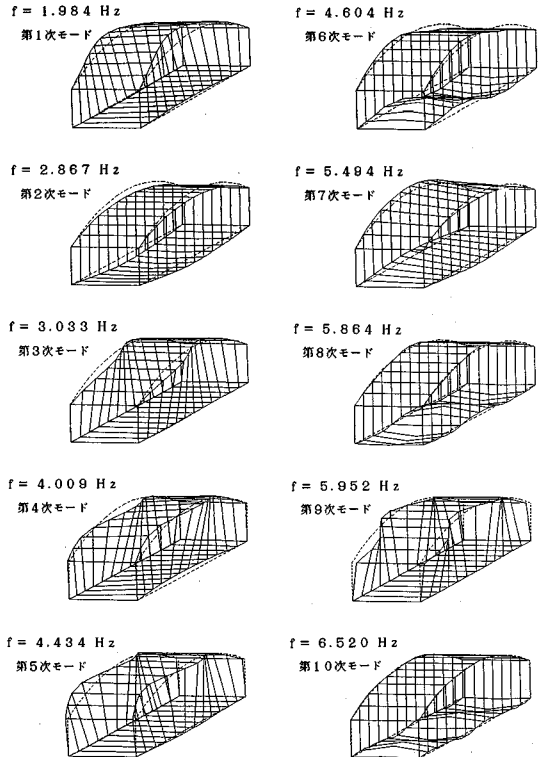 f = 1.984 Hz
第1次モード
f = 2.867 Hz
第2次モード
f = 3.033 Hz
第3次モード
f = 4.009 Hz
第4次モード
f = 4.434 Hz
第5次モード
f = 4.604 Hz
第6次モード
f = 5.494 Hz
第7次モード
f = 5.864 Hz
第8次モード
f = 5.952 Hz
第9次モード
f = 6.520 Hz
第10次モード